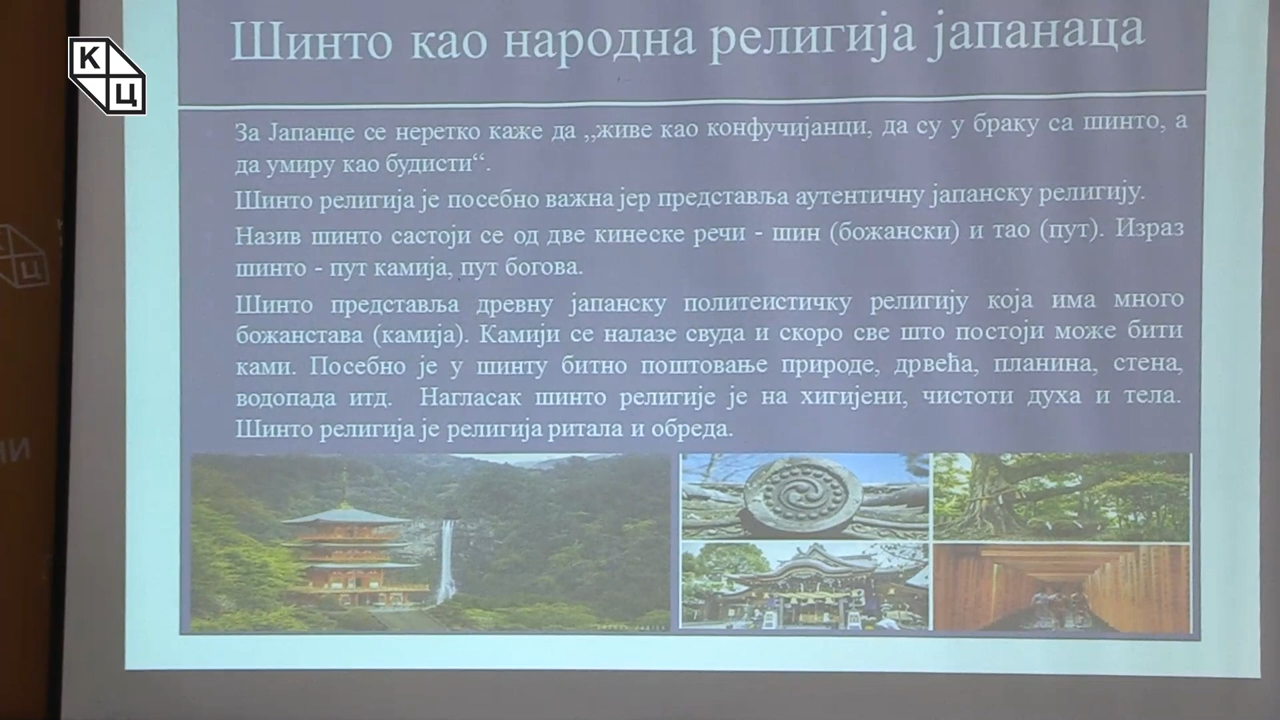 К
Ц
Шинто као народна религија јапанаца
За Јапанце се неретко каже да „живе као конфучијанци, да су у браку са шинто, а
да умиру као будисти“.
Шинто религија је посебно важна јер представља аутентичну јапанску религију.
Назив шинто састоји се од две кинеске речи - шин (божански) и тао (пут). Израз
шинто - пут камија, пут богова.
Шинто представља древну јапанску политеистичку религију која има много
божанстава (камија). Камији се налазе свуда и скоро све што постоји може бити
ками. Посебно је у шинту битно поштовање природе, дрвећа, планина, стена,
водопада итд. Нагласак шинто религије је на хигијени, чистоти духа и тела.
Шинто религија је религија ритала и обреда.
Ц